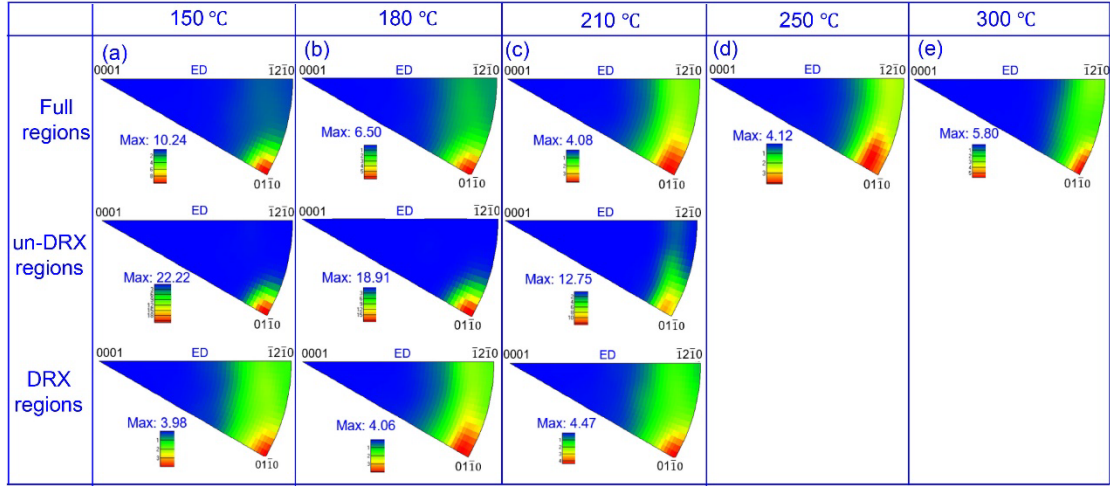 150 ℃ 180 ℃ 210 ℃ 250 ℃ 300 ℃
Full regions
(a) 0001 ED 1̅21̅0 Max: 10.24 011̅0
(b) 0001 ED 1̅21̅0 Max: 6.50 011̅0
(c) 0001 ED 1̅21̅0 Max: 4.08 1 2 3 011̅0
(d) 0001 ED 1̅21̅0 Max: 4.12 011̅0
(e) 0001 ED 1̅21̅0 Max: 5.80 011̅0
un-DRX regions
0001 ED 1̅21̅0 Max: 22.22 011̅0
0001 ED 1̅21̅0 Max: 18.91 011̅0
0001 ED 1̅21̅0 Max: 12.75 011̅0
DRX regions
0001 ED 1̅21̅0 Max: 3.98 1 2 3 011̅0
0001 ED 1̅21̅0 Max: 4.06 011̅0
0001 ED 1̅21̅0 Max: 4.47 011̅0